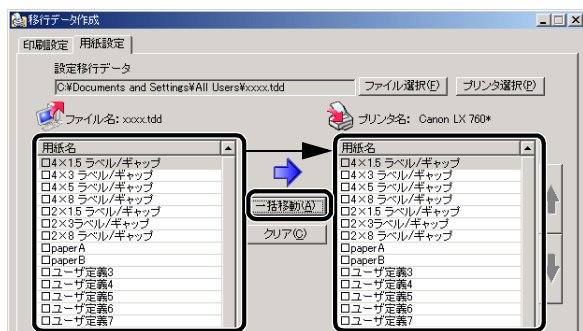 移行データ作成
印刷設定 用紙設定
設定移行データ
C:¥Documents and Settings¥All Users¥xxxx.tdd ファイル選択(F) プリンタ選択(P)
ファイル名: xxxx.tdd プリンタ名: Canon LX 760*
用紙名 用紙名
4×1.5 ラベル/ギャップ 4×1.5 ラベル/ギャップ
4×3 ラベル/ギャップ 4×3 ラベル/ギャップ
4×5 ラベル/ギャップ 4×5 ラベル/ギャップ
4×8 ラベル/ギャップ 4×8 ラベル/ギャップ
一括移動(A)
2×1.5 ラベル/ギャップ 2×1.5 ラベル/ギャップ
2×3ラベル/ギャップ 2×3ラベル/ギャップ
クリア(C)
2×8 ラベル/ギャップ 2×8 ラベル/ギャップ
paperA paperA
paperB paperB
ユーザ定義3 ユーザ定義3
ユーザ定義4 ユーザ定義4
ユーザ定義5 ユーザ定義5
ユーザ定義6 ユーザ定義6
ユーザ定義7 ユーザ定義7